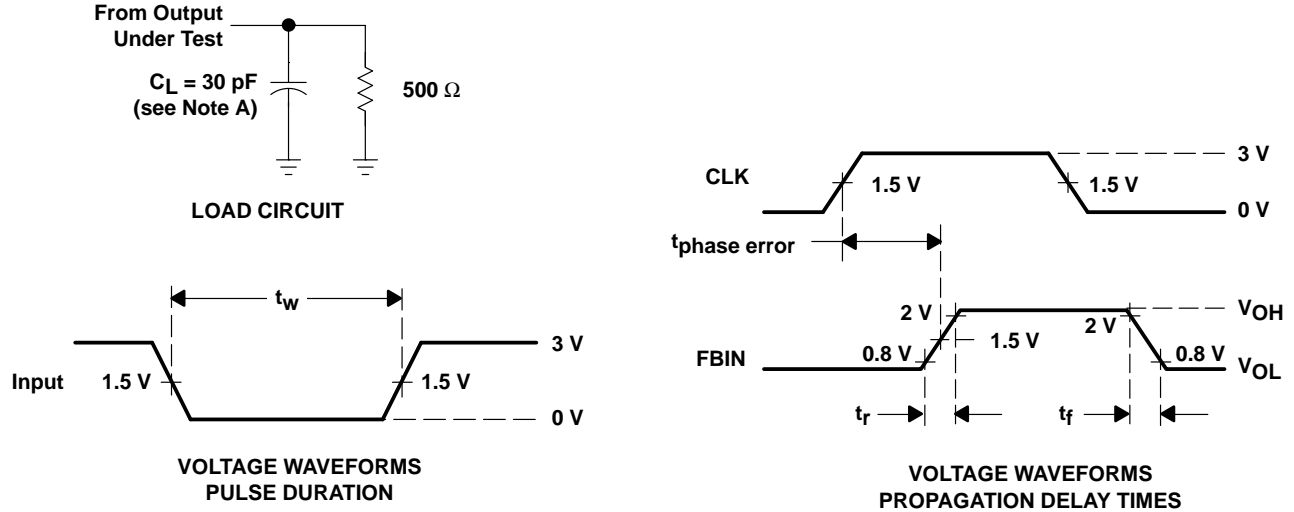 From Output
Under Test
CL = 30 pF
(see Note A)
500 Ω
LOAD CIRCUIT
tw
Input
1.5 V
1.5 V
3 V
0 V
VOLTAGE WAVEFORMS
PULSE DURATION
CLK
1.5 V
1.5 V
3 V
0 V
tphase error
FBIN
2 V
0.8 V
1.5 V
2 V
0.8 V
VOH
VOL
tr
tf
VOLTAGE WAVEFORMS
PROPAGATION DELAY TIMES